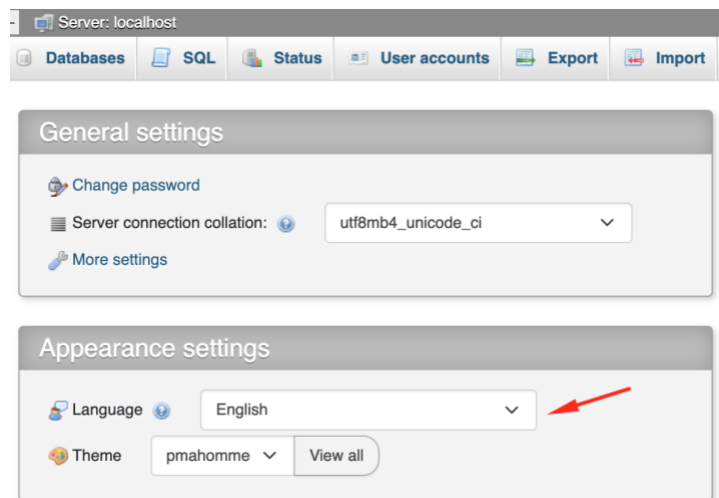 Server: localhost
Databases SQL Status User accounts Export Import
General settings
Change password
Server connection collation: utf8mb4_unicode_ci
More settings
Appearance settings
Language English
Theme pmahomme View all